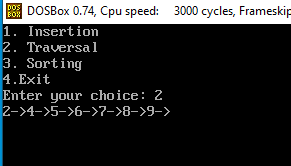 DOSBox 0.74, Cpu speed: 3000 cycles, Frameskip
1. Insertion
2. Traversal
3. Sorting
4.Exit
Enter your choice: 2
2->4->5->6->7->8->9->